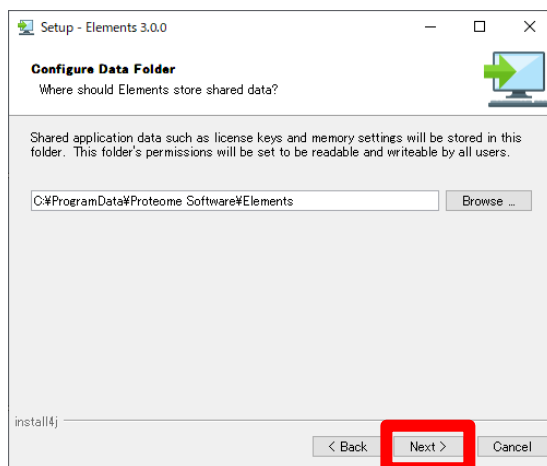 Setup - Elements 3.0.0
Configure Data Folder
Where should Elements store shared data?
Shared application data such as license keys and memory settings will be stored in this
folder. This folder's permissions will be set to be readable and writeable by all users.
C:¥ProgramData¥Proteome Software¥Elements
Browse ...
install4j
< Back
Next >
Cancel